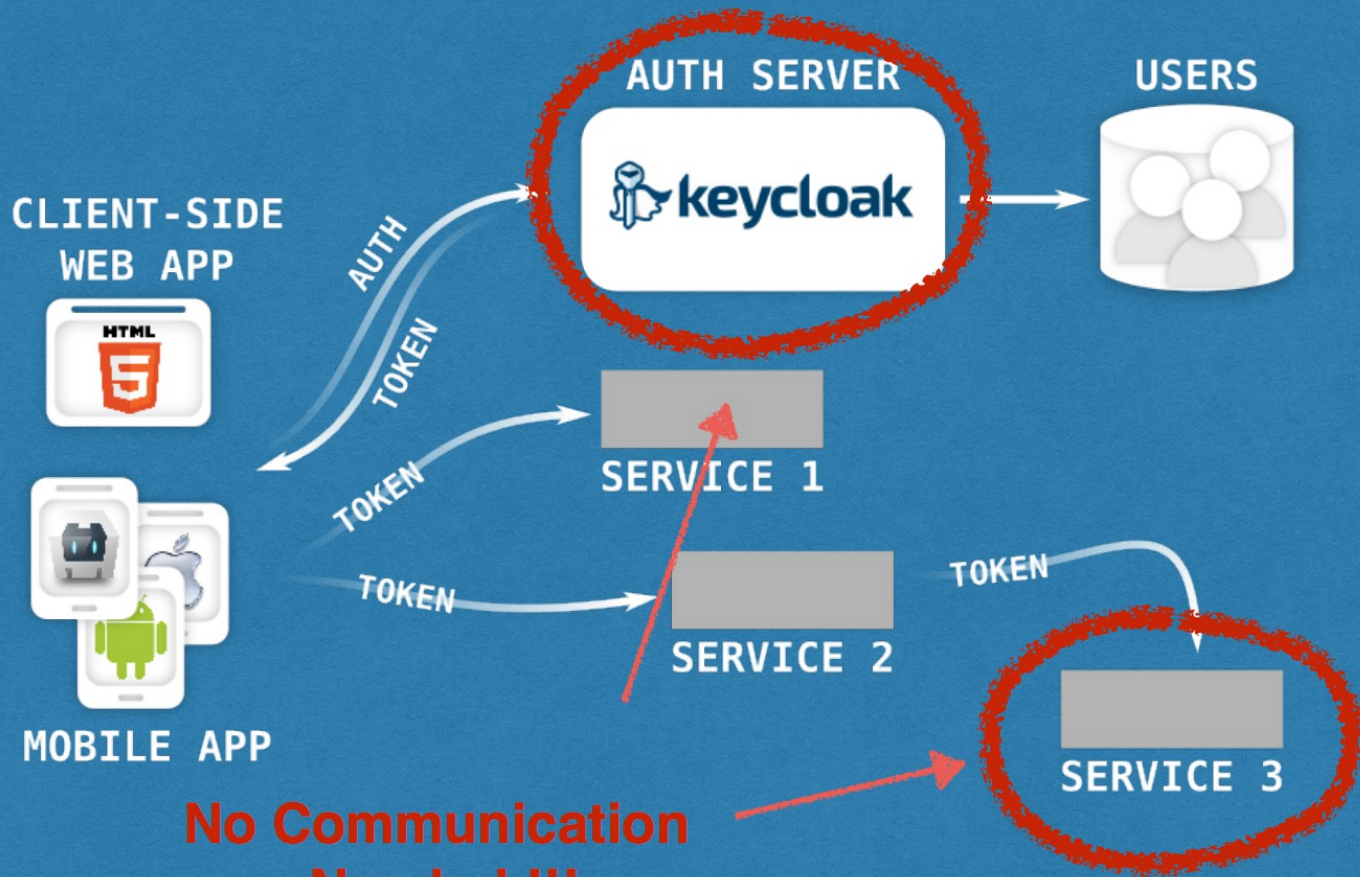 AUTH SERVER
USERS
keycloak
CLIENT-SIDE
WEB APP
HTML
5
AUTH
TOKEN
TOKEN
SERVICE 1
TOKEN
SERVICE 2
TOKEN
SERVICE 3
MOBILE APP
No Communication